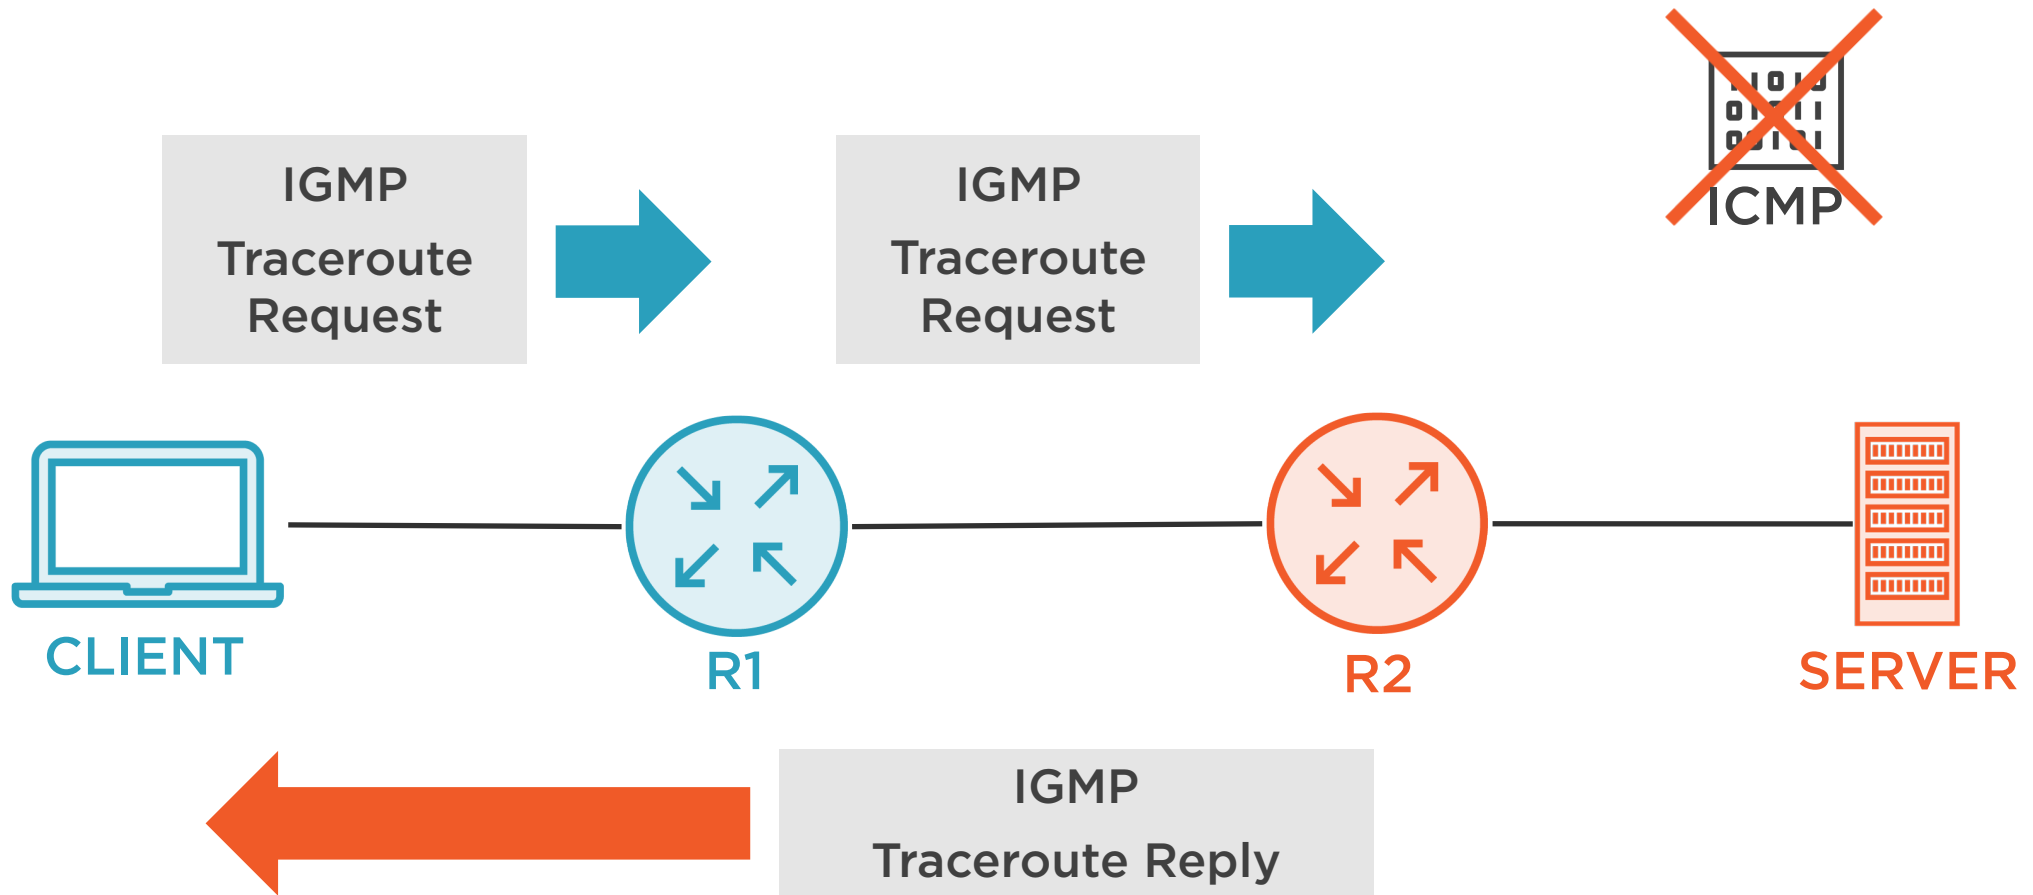 ICMP
IGMP
Traceroute
Request
IGMP
Traceroute
Request
CLIENT
R1
R2
SERVER
IGMP
Traceroute Reply